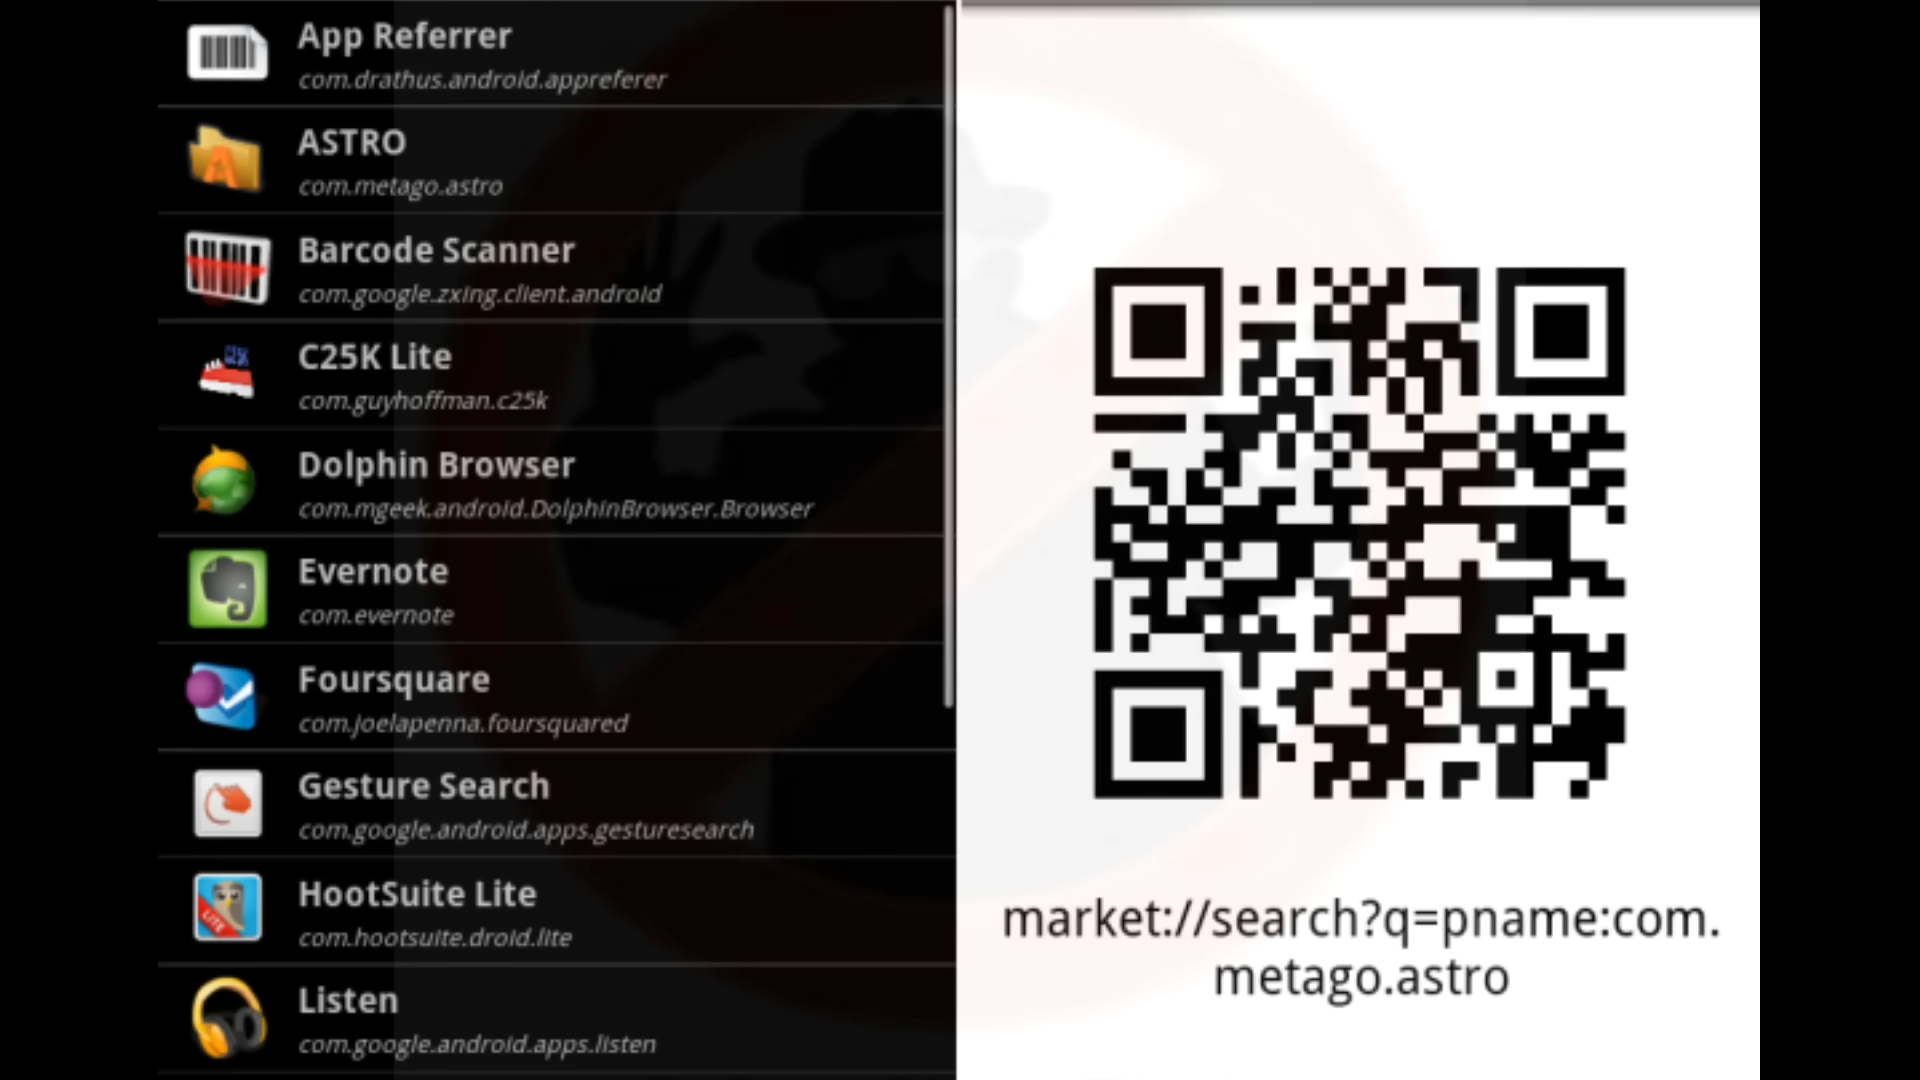 App Referrer
com.drathus.android.appreferer
ASTRO
com.metago.astro
Barcode Scanner
com.google.zxing.client.android
C25K Lite
com.guyhoffman.c25k
Dolphin Browser
com.mgeek.android.DolphinBrowser.Browser
Evernote
com.evernote
Foursquare
com.joelapenna.foursquared
Gesture Search
com.google.android.apps.gesturesearch
LITE
HootSuite Lite
com.hootsuite.droid.lite
Listen
com.google.android.apps.listen
market://search?q=pname:com.
metago.astro